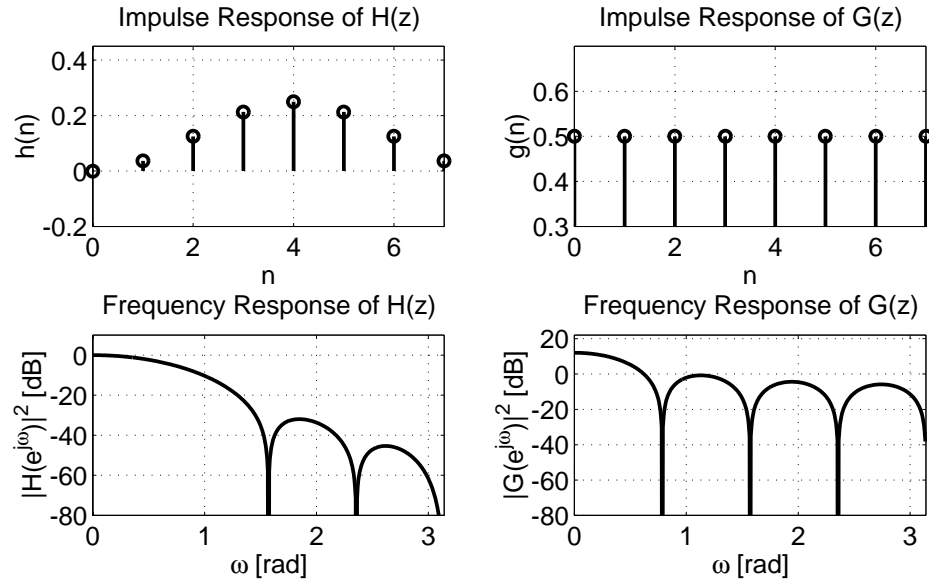 Impulse Response of H(z)
0.4
0.2
0
-0.2
h(n)
0 2 4 6
n
Impulse Response of G(z)
0.6
0.5
0.4
0.3
g(n)
0 2 4 6
n
Frequency Response of H(z)
0
-20
-40
-60
-80
|H(e^{jω})|² [dB]
0 1 2 3
ω [rad]
Frequency Response of G(z)
20
0
-20
-40
-60
-80
|G(e^{jω})|² [dB]
0 1 2 3
ω [rad]